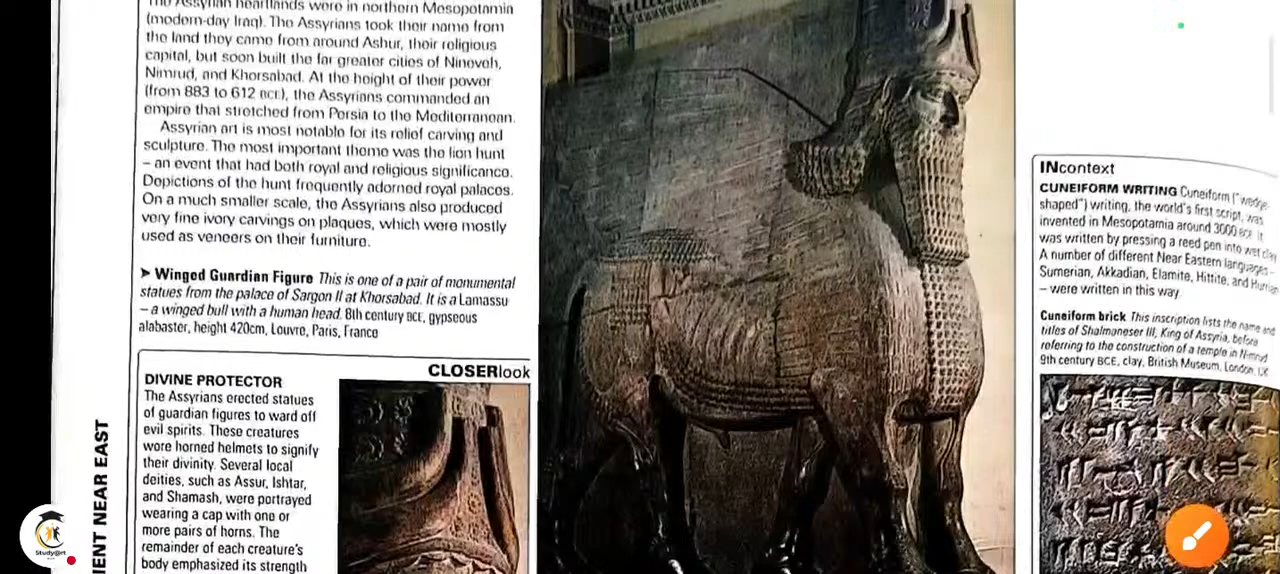 The Assyrian heartlands were in northern Mesopotamia
(modern-day Iraq). The Assyrians took their name from
the land they came from around Ashur, their religious
capital, but soon built the far greater cities of Nineveh,
Nimrud, and Khorsabad. At the height of their power
(from 883 to 612 BCE), the Assyrians commanded an
empire that stretched from Persia to the Mediterranean.
Assyrian art is most notable for its relief carving and
sculpture. The most important theme was the lion hunt
– an event that had both royal and religious significance.
Depictions of the hunt frequently adorned royal palaces.
On a much smaller scale, the Assyrians also produced
very fine ivory carvings on plaques, which were mostly
used as veneers on their furniture.
➤ Winged Guardian Figure This is one of a pair of monumental
statues from the palace of Sargon II at Khorsabad. It is a Lamassu
– a winged bull with a human head. 8th century BCE, gypseous
alabaster, height 420cm, Louvre, Paris, France
CLOSERlook
DIVINE PROTECTOR
The Assyrians erected statues
of guardian figures to ward off
evil spirits. These creatures
wore horned helmets to signify
their divinity. Several local
deities, such as Assur, Ishtar,
and Shamash, were portrayed
wearing a cap with one or
more pairs of horns. The
remainder of each creature's
body emphasized its strength
INcontext
CUNEIFORM WRITING Cuneiform ("wedge-
shaped") writing, the world's first script, was
invented in Mesopotamia around 3000 BCE. It
was written by pressing a reed pen into wet clay
A number of different Near Eastern languages –
Sumerian, Akkadian, Elamite, Hittite, and Hurrian
– were written in this way.
Cuneiform brick This inscription lists the name and
titles of Shalmaneser III, King of Assyria, before
referring to the construction of a temple in Nimrud
9th century BCE, clay, British Museum, London, UK
IENT NEAR EAST
Study@rt